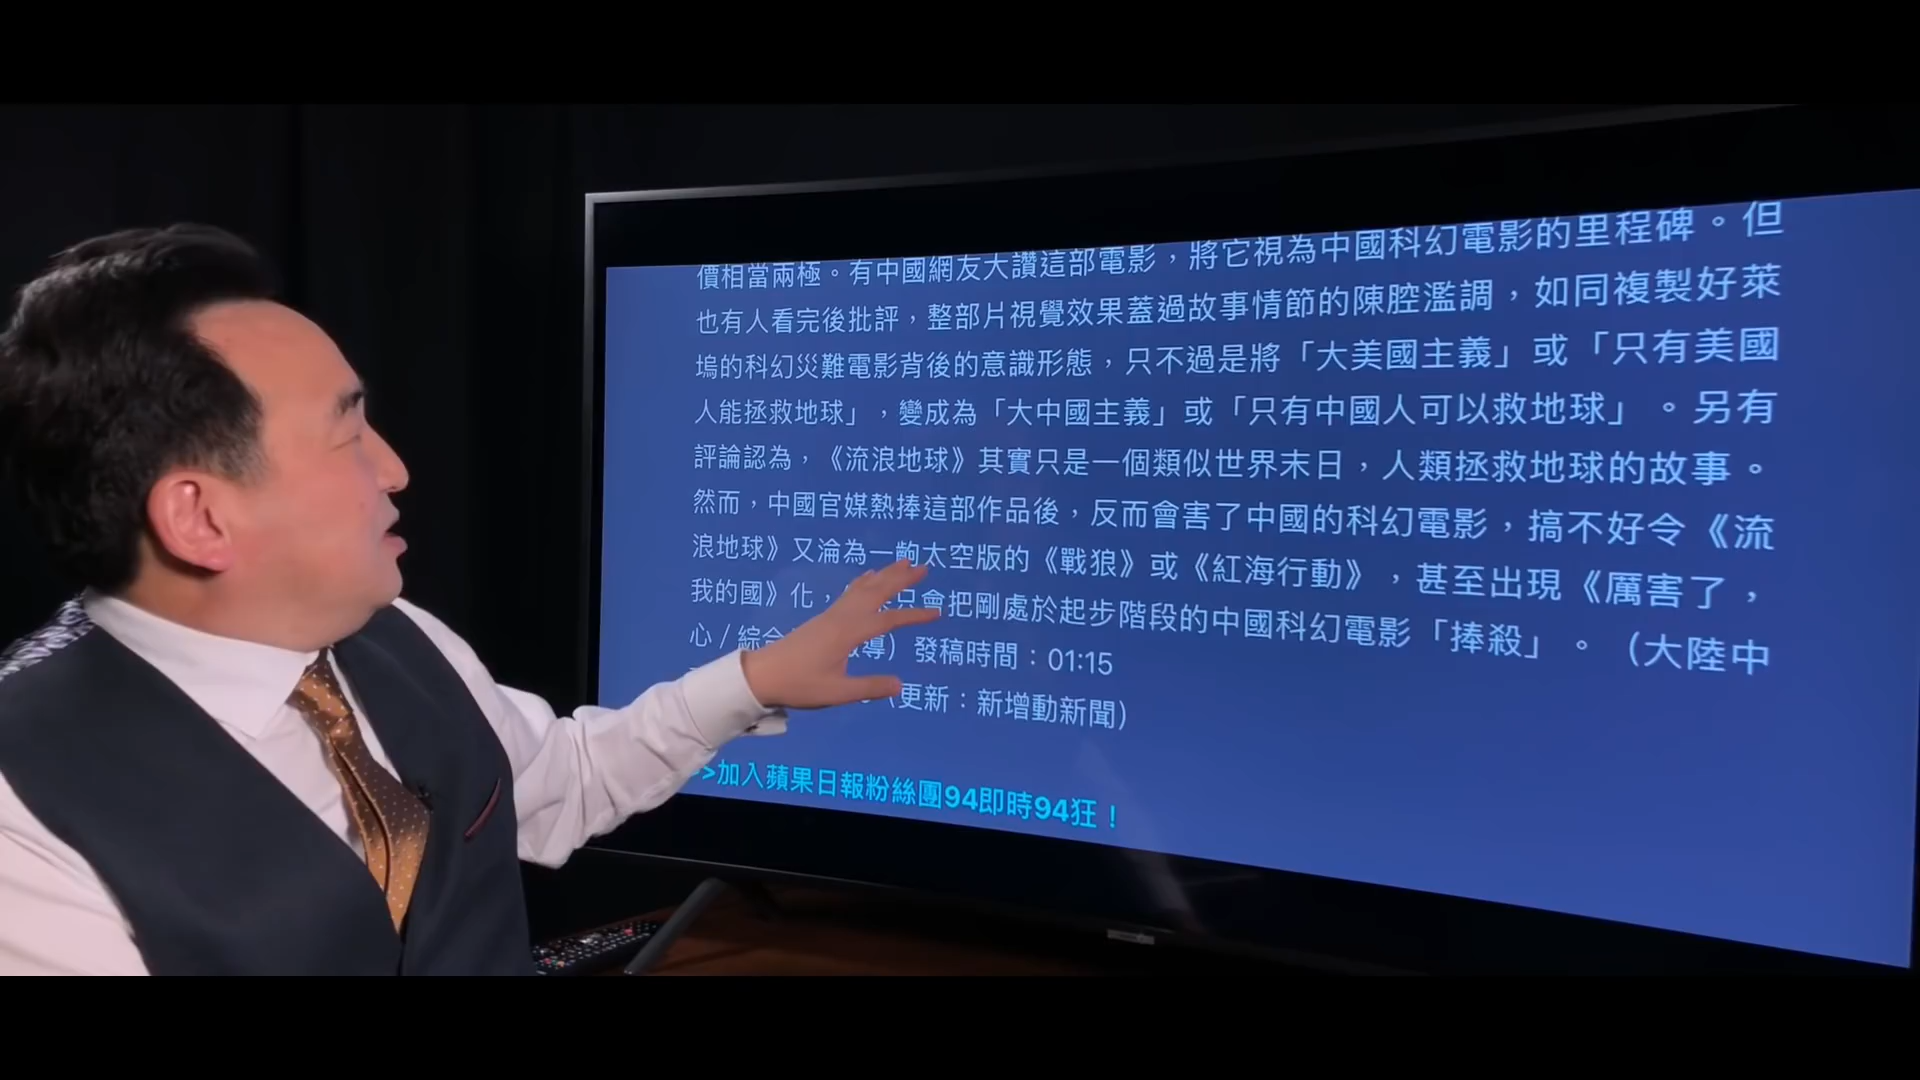 價相當兩極。有中國網友大讚這部電影，將它視為中國科幻電影的里程碑。但
也有人看完後批評，整部片視覺效果蓋過故事情節的陳腔濫調，如同複製好萊
塢的科幻災難電影背後的意識形態，只不過是將「大美國主義」或「只有美國
人能拯救地球」，變成為「大中國主義」或「只有中國人可以救地球」。另有
評論認為，《流浪地球》其實只是一個類似世界末日，人類拯救地球的故事。
然而，中國官媒熱捧這部作品後，反而會害了中國的科幻電影，搞不好令《流
浪地球》又淪為一齣太空版的《戰狼》或《紅海行動》，甚至出現《厲害了，
我的國》化，只會把剛處於起步階段的中國科幻電影「捧殺」。（大陸中
心/綜合導）發稿時間：01:15
（更新：新增動新聞）
>加入蘋果日報粉絲團94即時94狂！